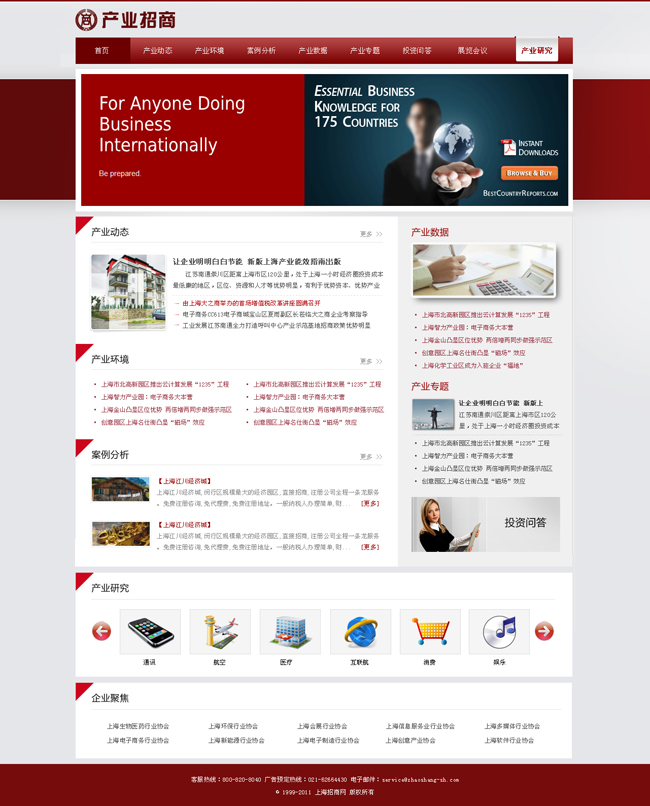 产业招商
首页 产业动态 产业环境 案例分析 产业数据 产业专题 投资问答 展览会议 产业研究
For Anyone Doing
Business
Internationally
Be prepared.
ESSENTIAL BUSINESS
KNOWLEDGE FOR
175 COUNTRIES
INSTANT
DOWNLOADS
BROWSE & BUY
BESTCOUNTRYREPORTS.COM
产业动态
更多
让企业明明白白节能 新版上海产业能效指南出版
江苏南通崇川区距离上海市区120公里，处于上海一小时经济圈投资成本
最低廉的地区，区位、资源和人才等优势明显，有利于优势资本、优势产业
由上海大之商举办的首场增值税改革讲座圆满召开
电子商务CC613电子商城宝山区夏雨副区长莅临大之商企业考察指导
工业发展江苏南通全力打造呼叫中心产业示范基地招商政策优势明显
产业环境
更多
上海市北高新园区推出云计算发展“1235”工程
上海智力产业园：电子商务大本营
上海金山凸显区位优势 两倍增两同步敲强示范区
创意园区上海名仕街凸显“磁场”效应
上海市北高新园区推出云计算发展“1235”工程
上海智力产业园：电子商务大本营
上海金山凸显区位优势 两倍增两同步敲强示范区
创意园区上海名仕街凸显“磁场”效应
案例分析
更多
【上海江川经济城】
上海江川经济城,闵行区规模最大的经济园区,直接招商,注册公司全程一条龙服务
。免费注册咨询,免代理费,免费注册地址。一般纳税人办理简单,财... [更多]
【上海江川经济城】
上海江川经济城,闵行区规模最大的经济园区,直接招商,注册公司全程一条龙服务
。免费注册咨询,免代理费,免费注册地址。一般纳税人办理简单,财... [更多]
产业数据
上海市北高新园区推出云计算发展“1235”工程
上海智力产业园：电子商务大本营
上海金山凸显区位优势 两倍增两同步敲强示范区
创意园区上海名仕街凸显“磁场”效应
上海化学工业区成为入驻企业“福地”
产业专题
让企业明明白白节能 新版上
江苏南通崇川区距离上海市区120公
里，处于上海一小时经济圈投资成本
上海市北高新园区推出云计算发展“1235”工程
上海智力产业园：电子商务大本营
上海金山凸显区位优势 两倍增两同步敲强示范区
创意园区上海名仕街凸显“磁场”效应
投资问答
产业研究
通讯 航空 医疗 互联航 消费 娱乐
企业聚焦
上海生物医药行业协会 上海环保行业协会 上海会展行业协会 上海信息服务业行业协会 上海多媒体行业协会
上海电子商务行业协会 上海新能源行业协会 上海电子制造行业协会 上海创意产业协会 上海软件行业协会
客服热线：800-820-8040 广告预定热线：021-62664430 电子邮件：service@zhaoshang-sh.com
© 1999-2011 上海招商网 版权所有